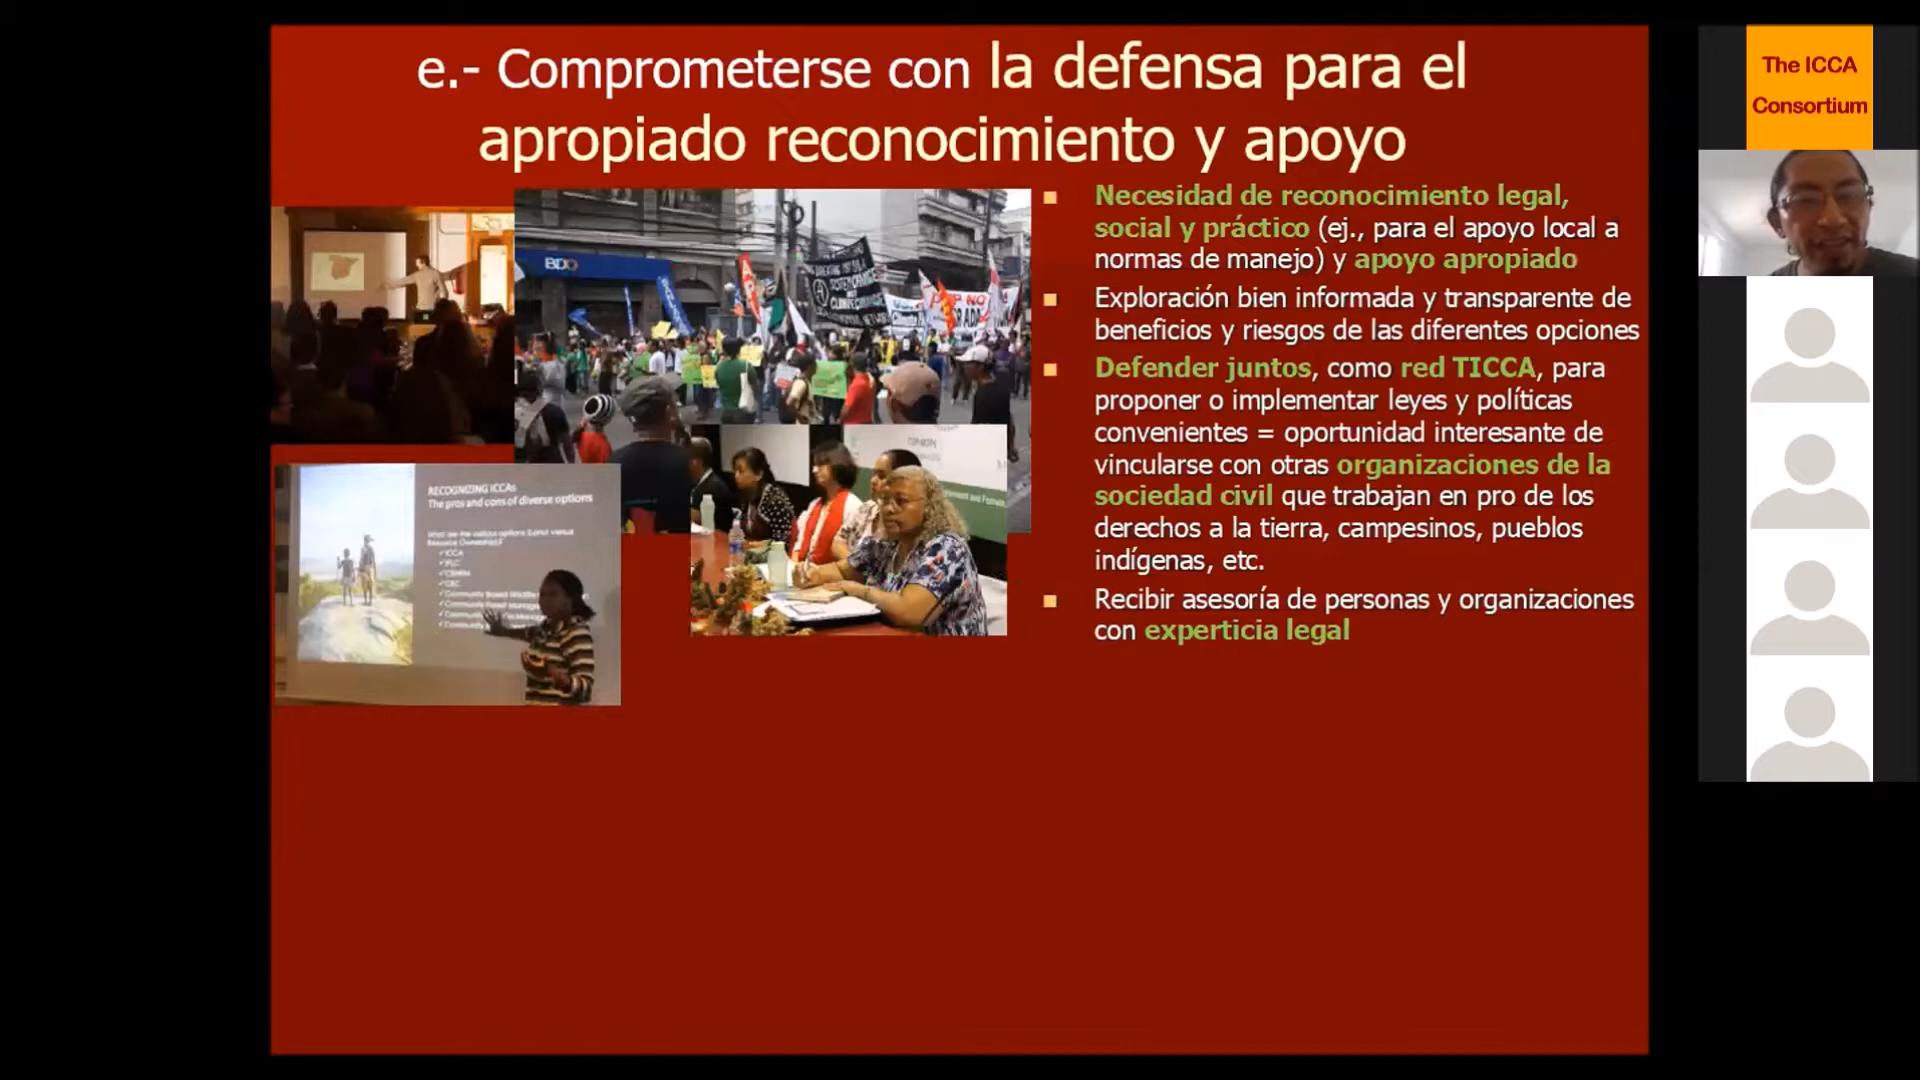 e.- Comprometerse con la defensa para el
apropiado reconocimiento y apoyo
Necesidad de reconocimiento legal,
social y práctico (ej., para el apoyo local a
normas de manejo) y apoyo apropiado
Exploración bien informada y transparente de
beneficios y riesgos de las diferentes opciones
Defender juntos, como red TICCA, para
proponer o implementar leyes y políticas
convenientes = oportunidad interesante de
vincularse con otras organizaciones de la
sociedad civil que trabajan en pro de los
derechos a la tierra, campesinos, pueblos
indígenas, etc.
Recibir asesoría de personas y organizaciones
con experticia legal
BDO
RECOGNIZING ICCAs
The pros and cons of diverse options
ICCA
The ICCA
Consortium